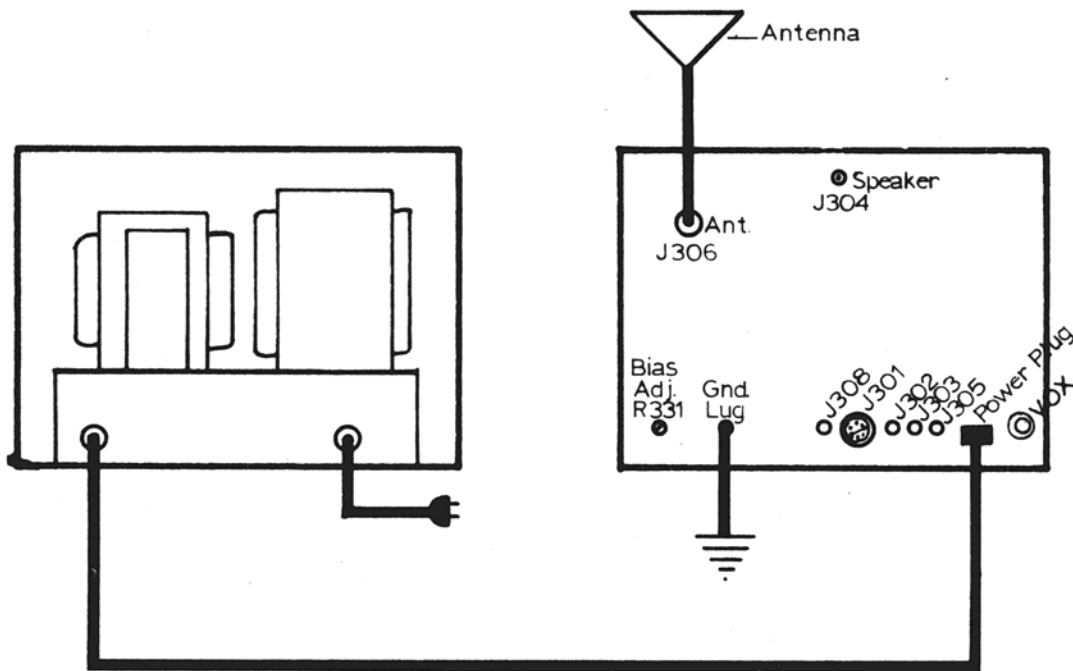 Antenna
Speaker
J304
Ant.
J306
Bias
Adj.
R331
Gnd.
Lug
J308
J301
J302
J303
J305
Power Plug
VOX